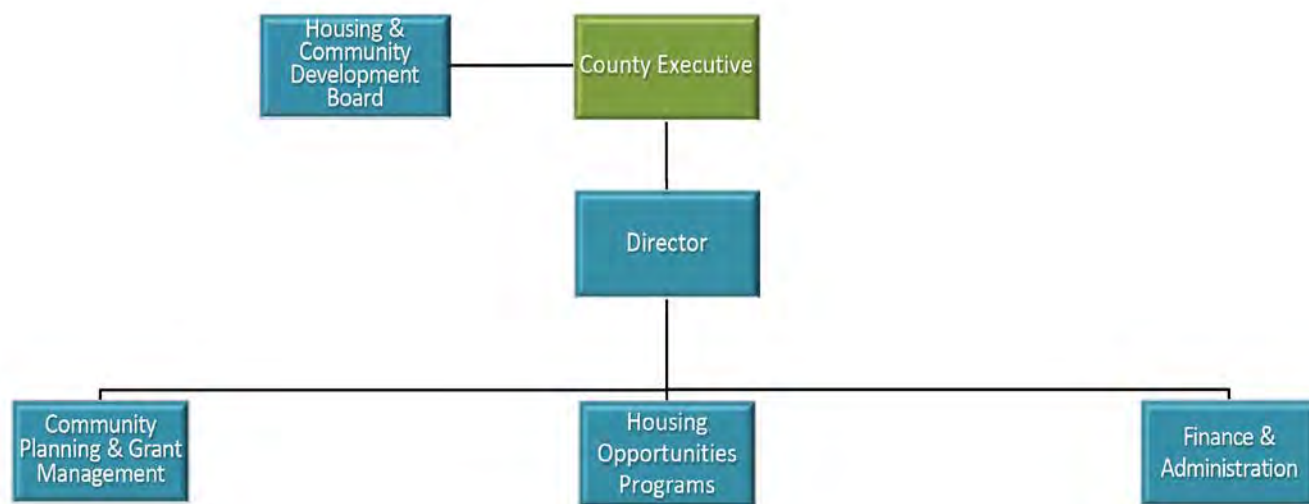 Housing &
Community
Development
Board
County Executive
Director
Community
Planning & Grant
Management
Housing
Opportunities
Programs
Finance &
Administration